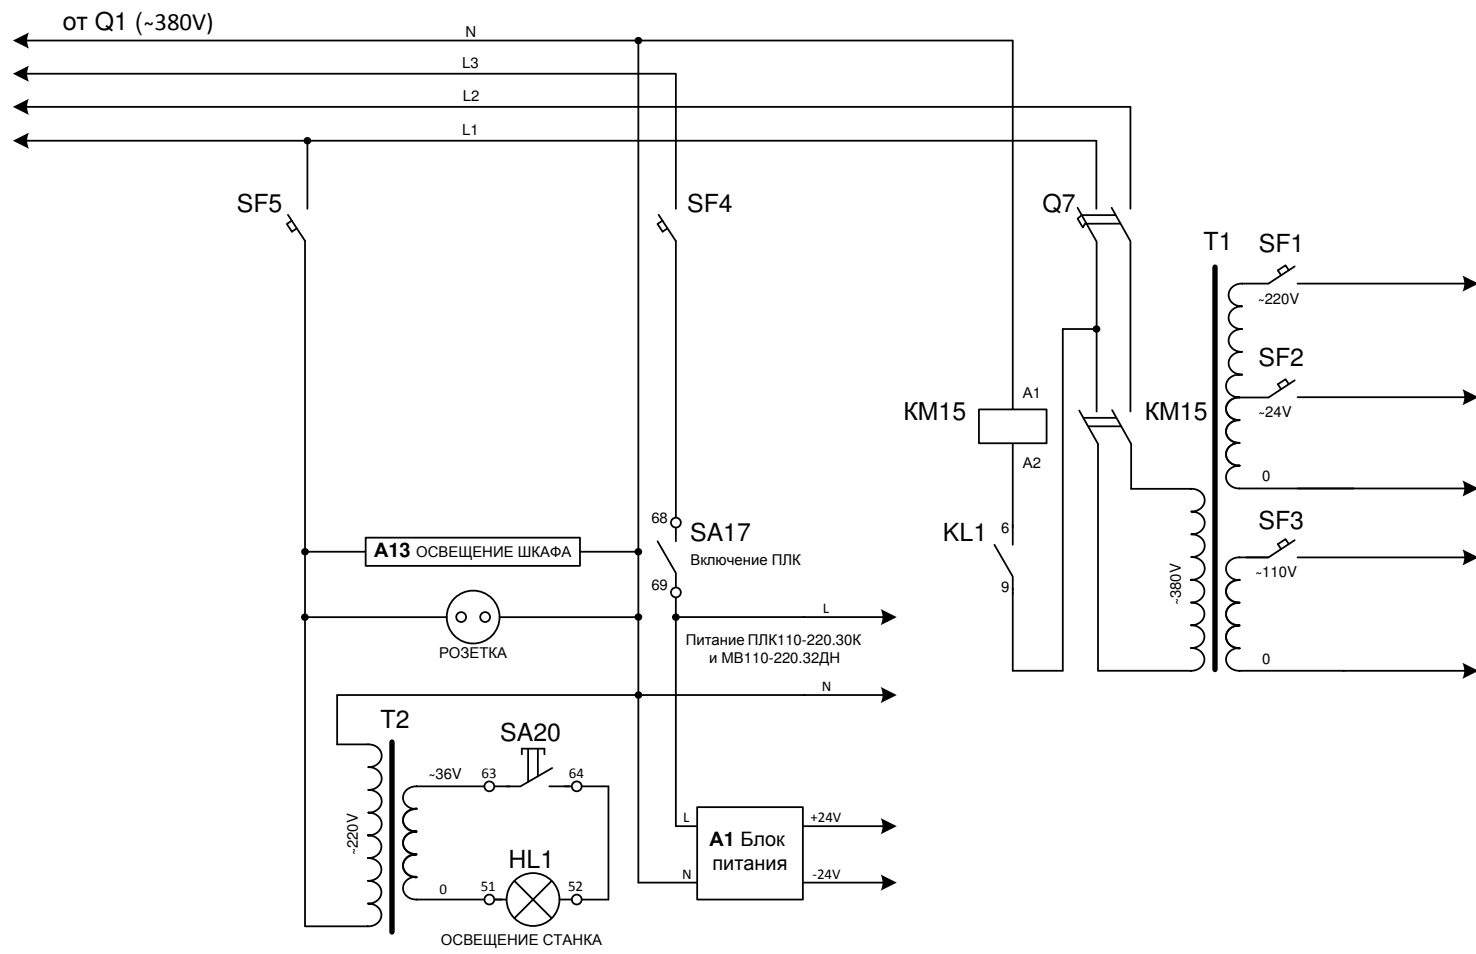 от Q1 (~380V)
N
L3
L2
L1
SF5
SF4
Q7
T1
SF1
~220V
SF2
~24V
0
SF3
~110V
0
KM15
A1
A2
KM15
KL1
6
9
~380V
68
SA17
Включение ПЛК
69
A13 ОСВЕЩЕНИЕ ШКАФА
РОЗЕТКА
L
Питание ПЛК110-220.30К
и МВ110-220.32ДН
N
T2
~220V
~36V
63
SA20
64
0
51
HL1
52
ОСВЕЩЕНИЕ СТАНКА
L
N
A1 Блок
питания
+24V
-24V